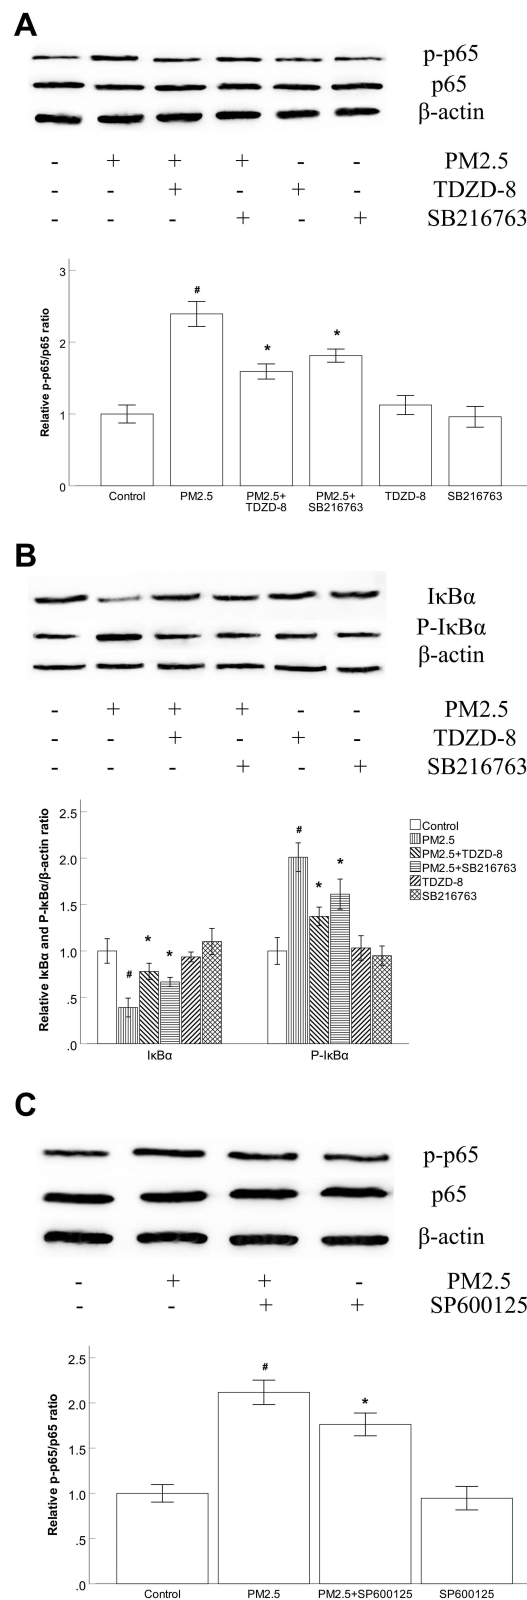 A
p-p65
p65
β-actin
- + + + - - PM2.5
- - + - + - TDZD-8
- - - + - + SB216763
Relative p-p65/p65 ratio
3
2
1
0
#
*
*
Control
PM2.5
PM2.5+
TDZD-8
PM2.5+
SB216763
TDZD-8
SB216763
B
IκBα
P-IκBα
β-actin
- + + + - - PM2.5
- - + - + - TDZD-8
- - - + - + SB216763
Relative IκBα and P-IκBα/β-actin ratio
2.5
2.0
1.5
1.0
.5
.0
#
*
*
#
*
*
IκBα
P-IκBα
Control
PM2.5
PM2.5+TDZD-8
PM2.5+SB216763
TDZD-8
SB216763
C
p-p65
p65
β-actin
- + + - PM2.5
- - + + SP600125
Relative p-p65/p65 ratio
2.5
2.0
1.5
1.0
.5
.0
#
*
Control
PM2.5
PM2.5+SP600125
SP600125